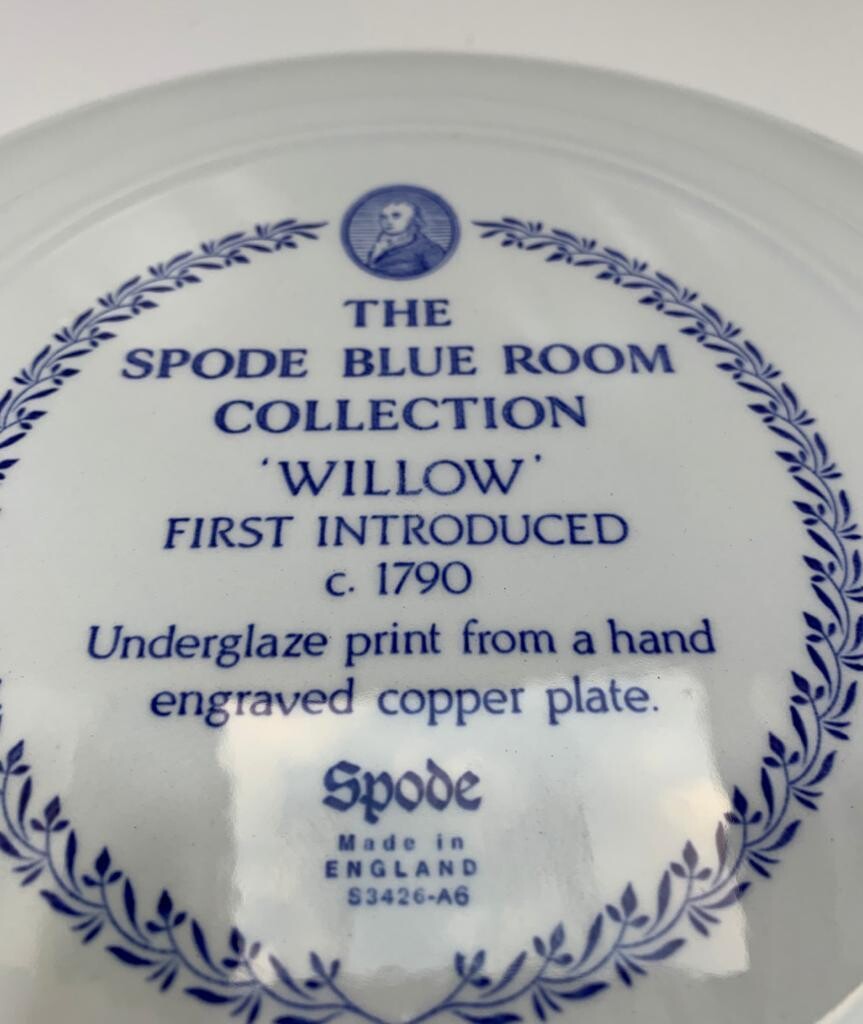 THE
SPODE BLUE ROOM
COLLECTION
'WILLOW'
FIRST INTRODUCED
c. 1790
Underglaze print from a hand
engraved copper plate.
Spode
Made in
ENGLAND
S3426-A6